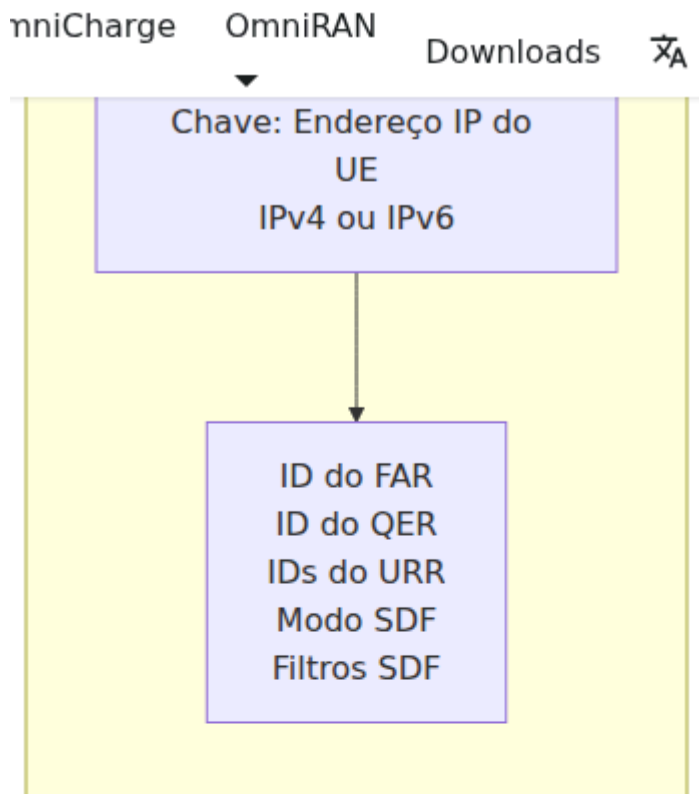 mniCharge
OmniRAN
Downloads
Chave: Endereço IP do
UE
IPv4 ou IPv6
ID do FAR
ID do QER
IDs do URR
Modo SDF
Filtros SDF